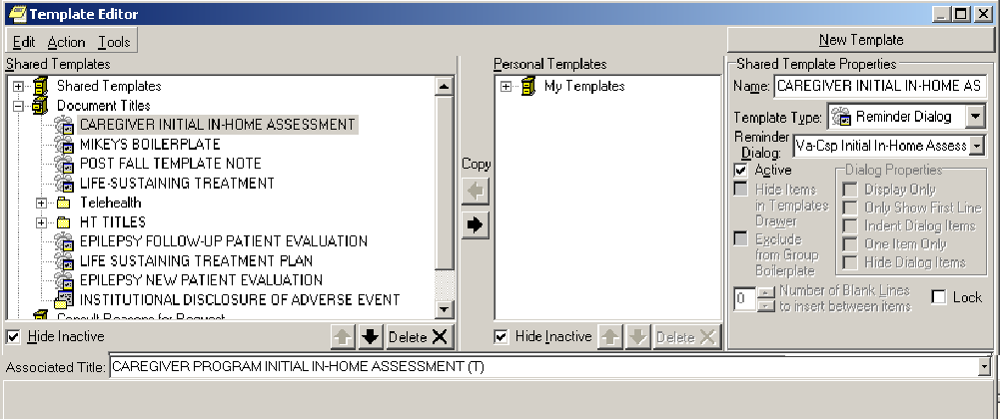 Template Editor
Edit Action Tools
New Template
Shared Templates
Shared Templates
Document Titles
CAREGIVER INITIAL IN-HOME ASSESSMENT
MIKEYS BOILERPLATE
POST FALL TEMPLATE NOTE
LIFE-SUSTAINING TREATMENT
Telehealth
HT TITLES
EPILEPSY FOLLOW-UP PATIENT EVALUATION
LIFE SUSTAINING TREATMENT PLAN
EPILEPSY NEW PATIENT EVALUATION
INSTITUTIONAL DISCLOSURE OF ADVERSE EVENT
Consult Reasons for Request
Hide Inactive
Delete
Copy
Personal Templates
My Templates
Hide Inactive
Delete
Shared Template Properties
Name: CAREGIVER INITIAL IN-HOME AS
Template Type: Reminder Dialog
Reminder
Dialog: Va-Csp Initial In-Home Assess
Active
Hide Items
in Templates
Drawer
Exclude
from Group
Boilerplate
Dialog Properties
Display Only
Only Show First Line
Indent Dialog Items
One Item Only
Hide Dialog Items
0 Number of Blank Lines
to insert between items
Lock
Associated Title: CAREGIVER PROGRAM INITIAL IN-HOME ASSESSMENT (T)